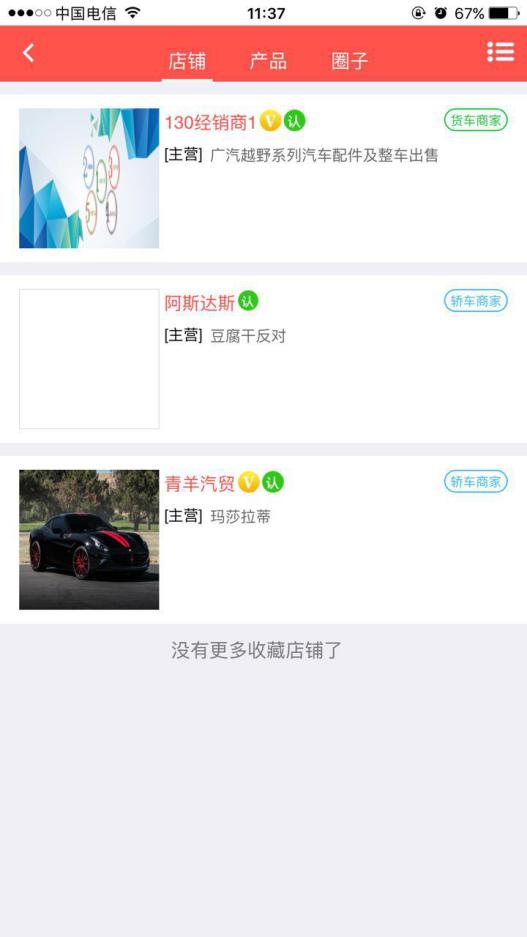 中国电信 11:37 67%
店铺 产品 圈子
130经销商1 V 认 货车商家
[主营] 广汽越野系列汽车配件及整车出售
阿斯达斯 认 轿车商家
[主营] 豆腐干反对
青羊汽贸 V 认 轿车商家
[主营] 玛莎拉蒂
没有更多收藏店铺了